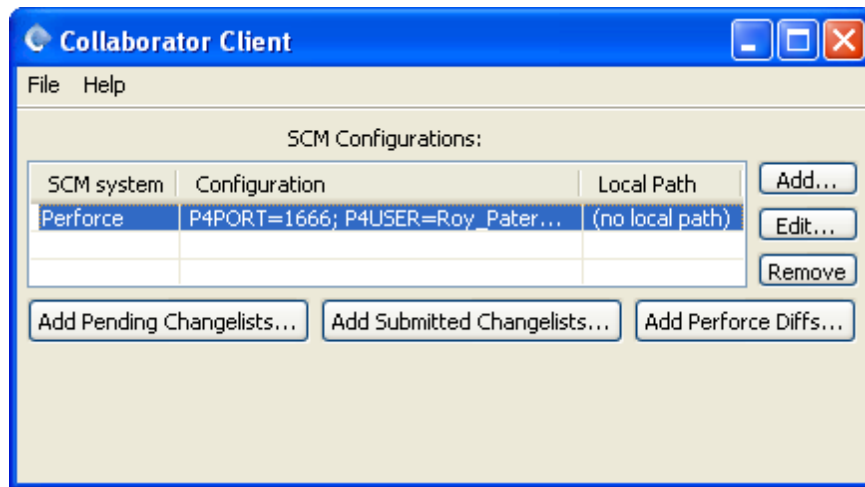 Collaborator Client
File Help
SCM Configurations:
SCM system Configuration Local Path
Perforce P4PORT=1666; P4USER=Roy_Pater... (no local path)
Add...
Edit...
Remove
Add Pending Changelists... Add Submitted Changelists... Add Perforce Diffs...